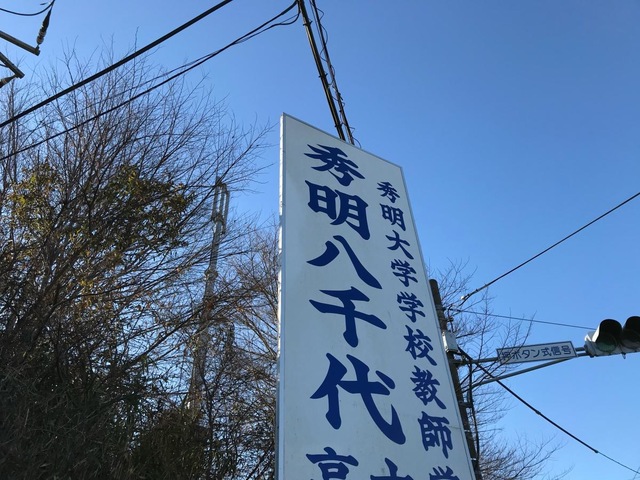 秀明大学学校教師学
秀明八千代
押ボタン式信号